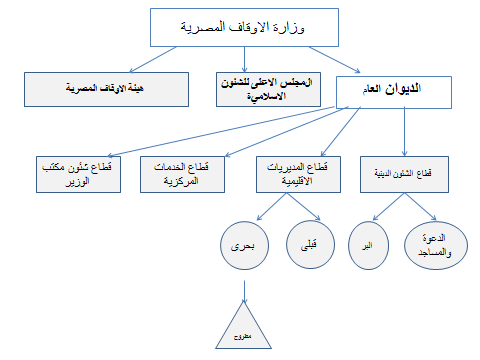 وزارة الاوقاف المصرية
الديوان العام
المجلس الاعلى للشئون
الاسلامية
هيئة الاوقاف المصرية
قطاع الشئون الدينية
قطاع المديريات
الاقليمية
قطاع الخدمات
المركزية
قطاع شئون مكتب
الوزير
الدعوة
والمساجد
البر
قبلى
بحرى
مطروح